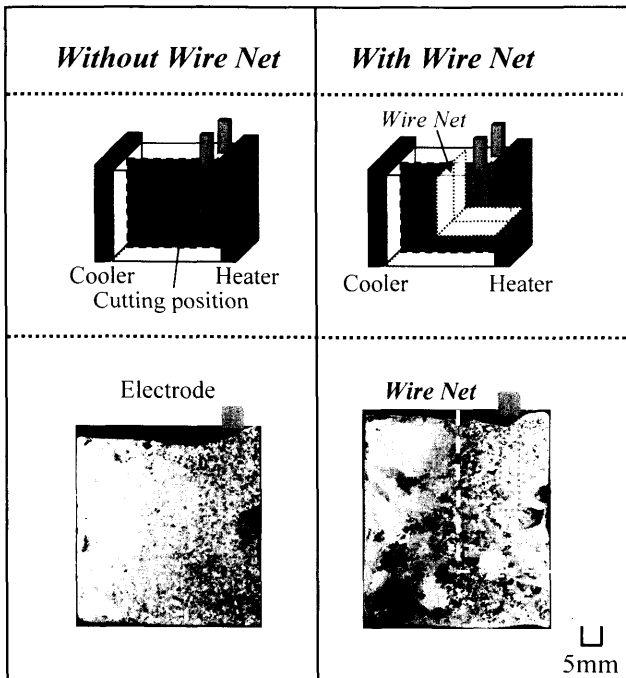 Without Wire Net
With Wire Net
Wire Net
Cooler
Heater
Cutting position
Cooler
Heater
Electrode
Wire Net
5mm